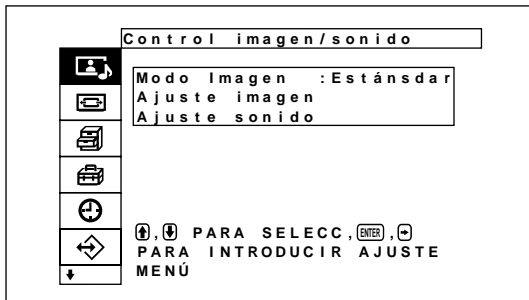 Control imagen/sonido
Modo Imagen :Estánsdar
Ajuste imagen
Ajuste sonido
, PARA SELECC, ENTER ,
PARA INTRODUCIR AJUSTE
MENÚ